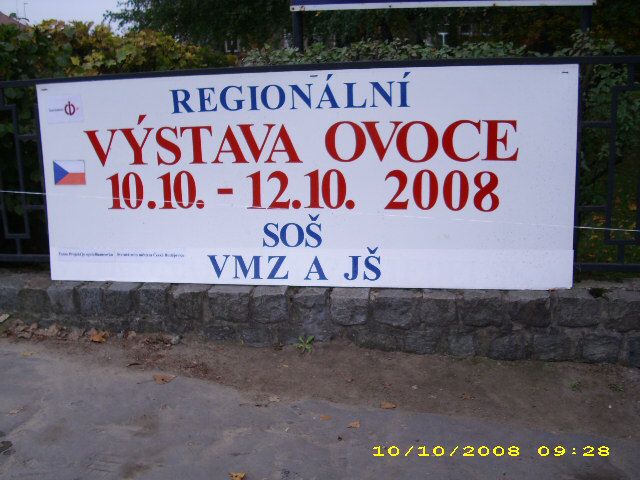 REGIONÁLNÍ
VÝSTAVA OVOCE
10.10. - 12.10. 2008
SOŠ
VMZ A JŠ
10/10/2008 09:28